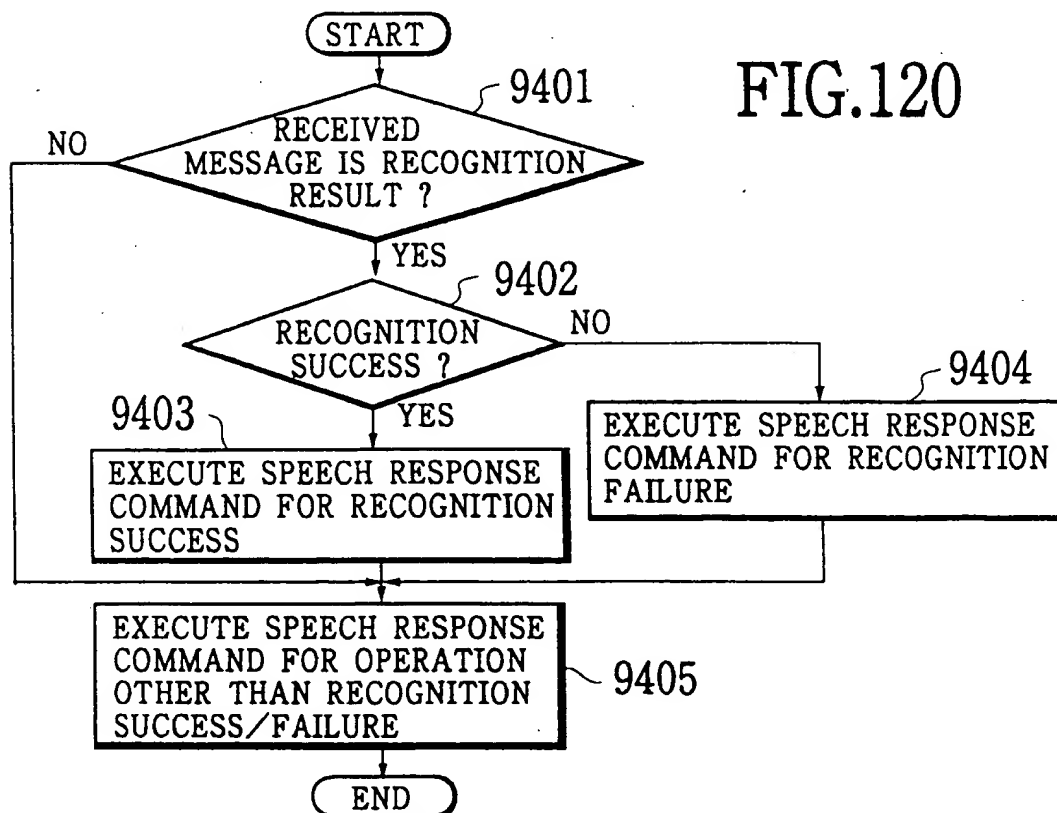 START
FIG.120
9401
NO
RECEIVED
MESSAGE IS RECOGNITION
RESULT ?
YES
9402
RECOGNITION
SUCCESS ?
NO
YES
9403
EXECUTE SPEECH RESPONSE
COMMAND FOR RECOGNITION
SUCCESS
9404
EXECUTE SPEECH RESPONSE
COMMAND FOR RECOGNITION
FAILURE
EXECUTE SPEECH RESPONSE
COMMAND FOR OPERATION
OTHER THAN RECOGNITION
SUCCESS/FAILURE
9405
END